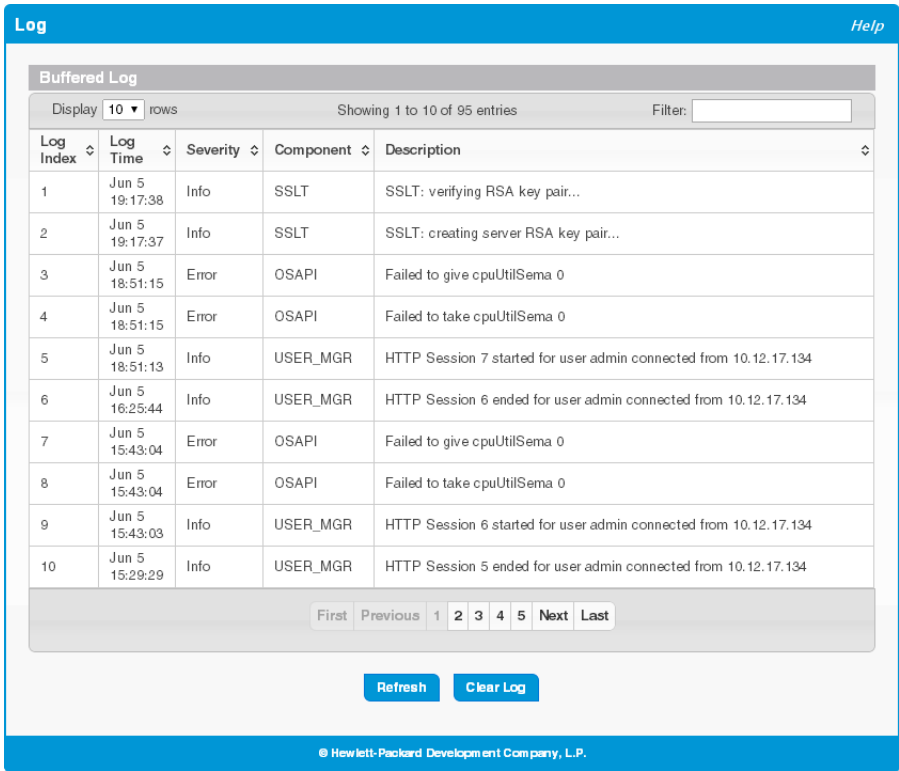 Log Help
Buffered Log
Display 10 rows Showing 1 to 10 of 95 entries Filter:
Log Index Log Time Severity Component Description
1 Jun 5 19:17:38 Info SSLT SSLT: verifying RSA key pair...
2 Jun 5 19:17:37 Info SSLT SSLT: creating server RSA key pair...
3 Jun 5 18:51:15 Error OSAPI Failed to give cpuUtilSema 0
4 Jun 5 18:51:15 Error OSAPI Failed to take cpuUtilSema 0
5 Jun 5 18:51:13 Info USER_MGR HTTP Session 7 started for user admin connected from 10.12.17.134
6 Jun 5 16:25:44 Info USER_MGR HTTP Session 6 ended for user admin connected from 10.12.17.134
7 Jun 5 15:43:04 Error OSAPI Failed to give cpuUtilSema 0
8 Jun 5 15:43:04 Error OSAPI Failed to take cpuUtilSema 0
9 Jun 5 15:43:03 Info USER_MGR HTTP Session 6 started for user admin connected from 10.12.17.134
10 Jun 5 15:29:29 Info USER_MGR HTTP Session 5 ended for user admin connected from 10.12.17.134
First Previous 1 2 3 4 5 Next Last
Refresh Clear Log
© Hewlett-Packard Development Company, L.P.